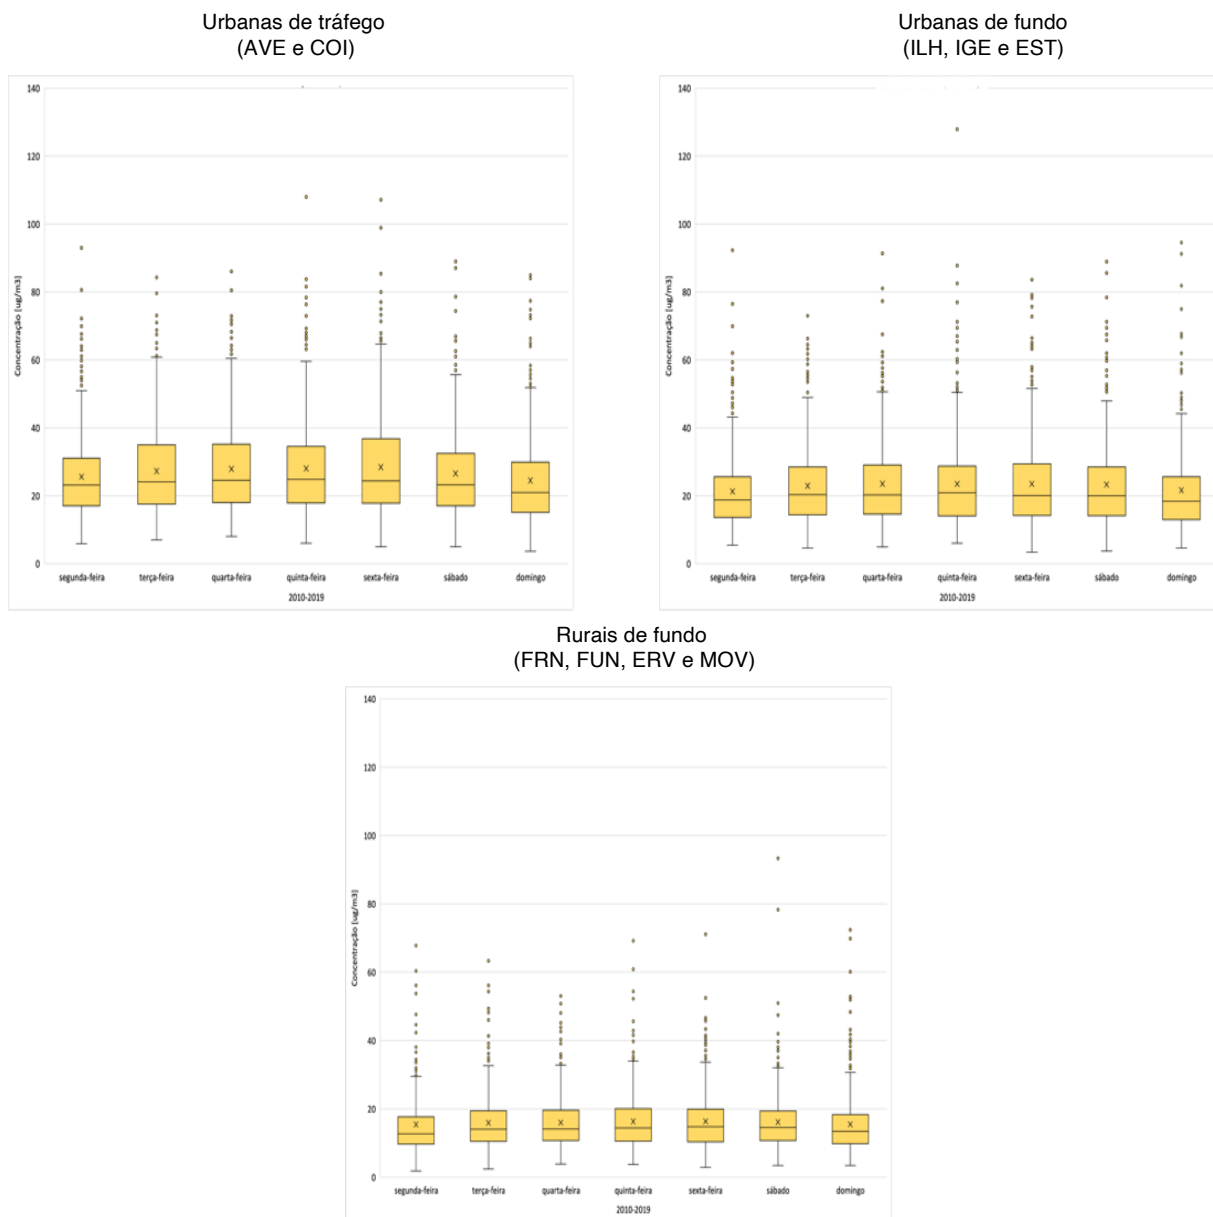 Urbanas de tráfego
(AVE e COI)
Urbanas de fundo
(ILH, IGE e EST)
140
120
100
80
60
40
20
0
Concentração [ug/m3]
segunda-feira terça-feira quarta-feira quinta-feira sexta-feira sábado domingo
2010-2019
140
120
100
80
60
40
20
0
Concentração [ug/m3]
segunda-feira terça-feira quarta-feira quinta-feira sexta-feira sábado domingo
2010-2019
Rurais de fundo
(FRN, FUN, ERV e MOV)
140
120
100
80
60
40
20
0
Concentração [ug/m3]
segunda-feira terça-feira quarta-feira quinta-feira sexta-feira sábado domingo
2010-2019